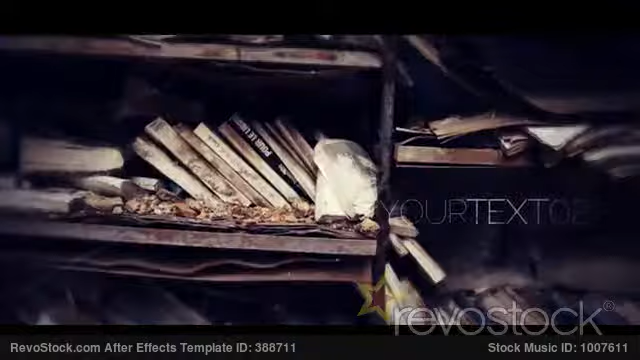 YOURTEXT02
revostock®
RevoStock.com After Effects Template ID: 388711
Stock Music ID: 1007611